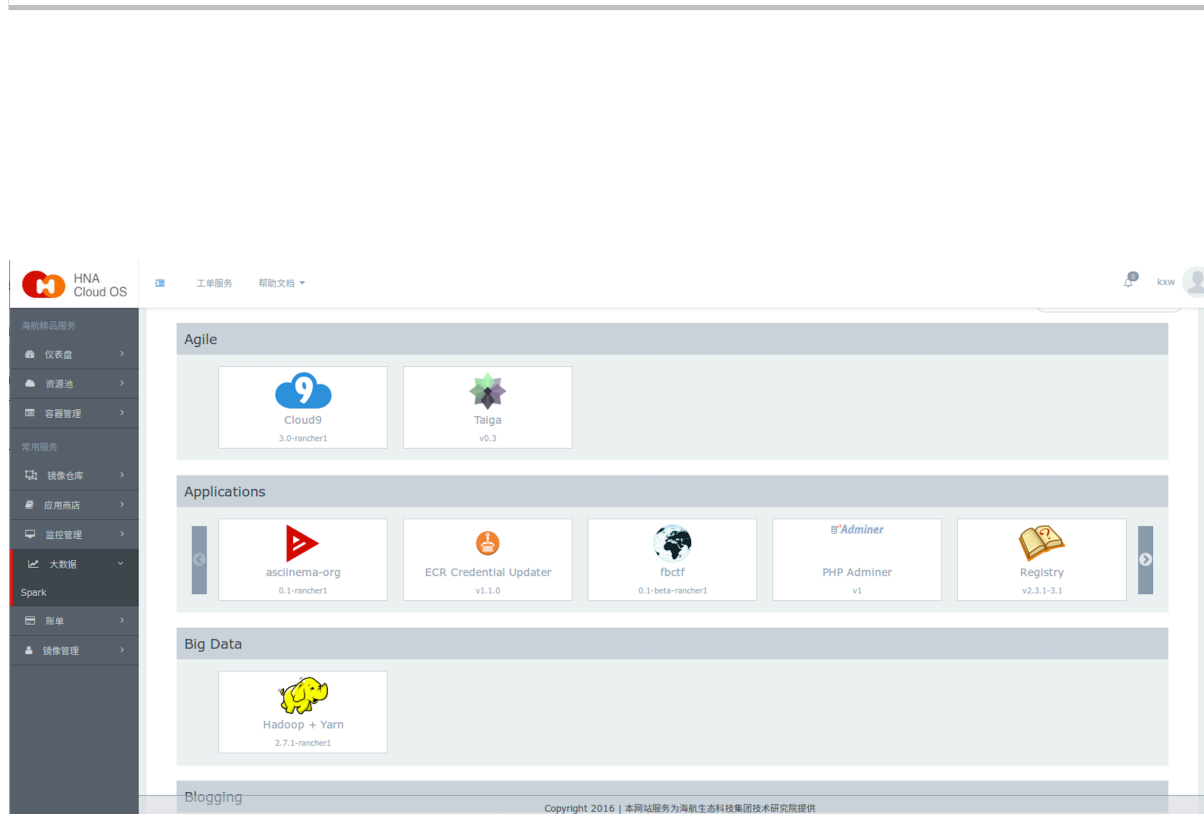 HNA
Cloud OS
工单服务
帮助文档
0
kxw
海航精品服务
仪表盘
资源池
容器管理
常用服务
镜像仓库
应用商店
监控管理
大数据
Spark
账单
镜像管理
Agile
9
Cloud9
3.0-rancher1
Taiga
v0.3
Applications
asciinema-org
0.1-rancher1
ECR Credential Updater
v1.1.0
fbctf
0.1-beta-rancher1
Adminer
PHP Adminer
v1
?
Registry
v2.3.1-3.1
Big Data
Hadoop + Yarn
2.7.1-rancher1
Blogging
Copyright 2016 | 本网站服务为海航生态科技集团技术研究院提供